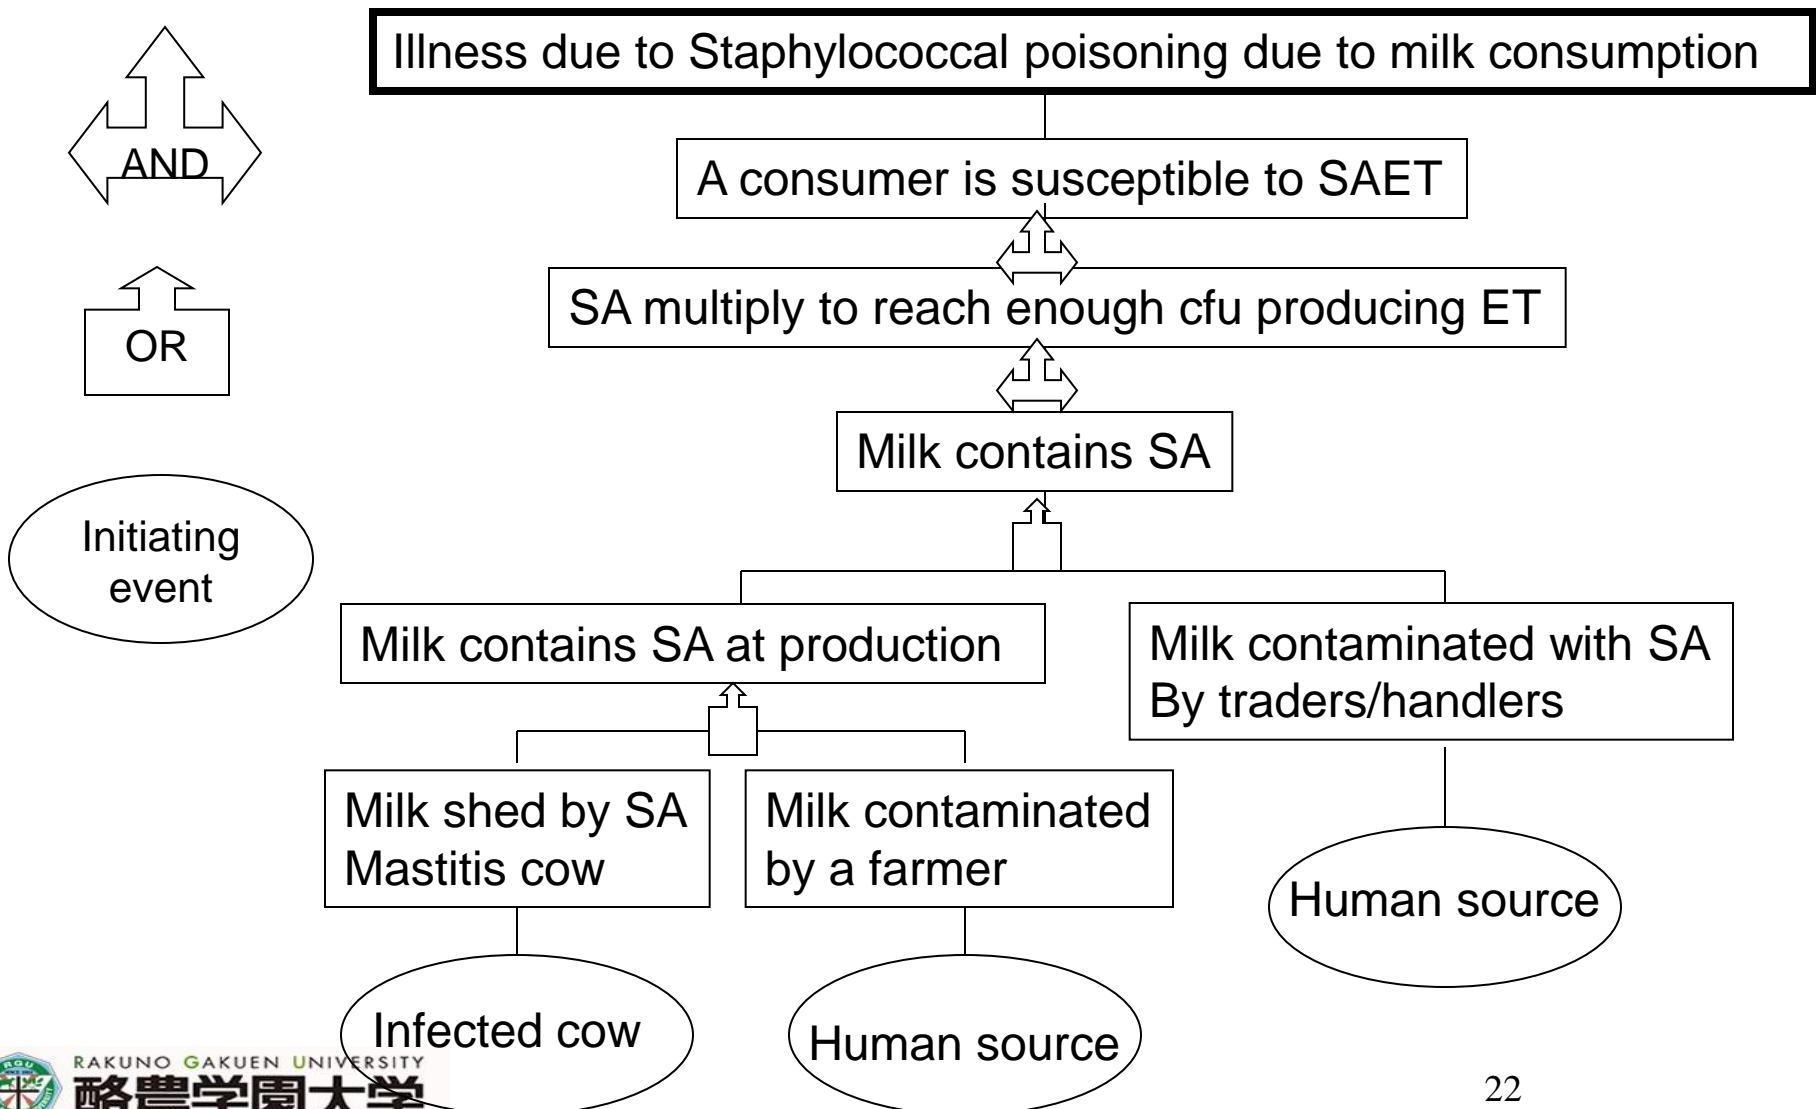 Illness due to Staphylococcal poisoning due to milk consumption
AND
A consumer is susceptible to SAET
SA multiply to reach enough cfu producing ET
OR
Milk contains SA
Initiating
event
Milk contains SA at production
Milk contaminated with SA
By traders/handlers
Milk shed by SA
Mastitis cow
Milk contaminated
by a farmer
Human source
Infected cow
Human source
RAKUNO GAKUEN UNIVERSITY
酪農学園大学
22